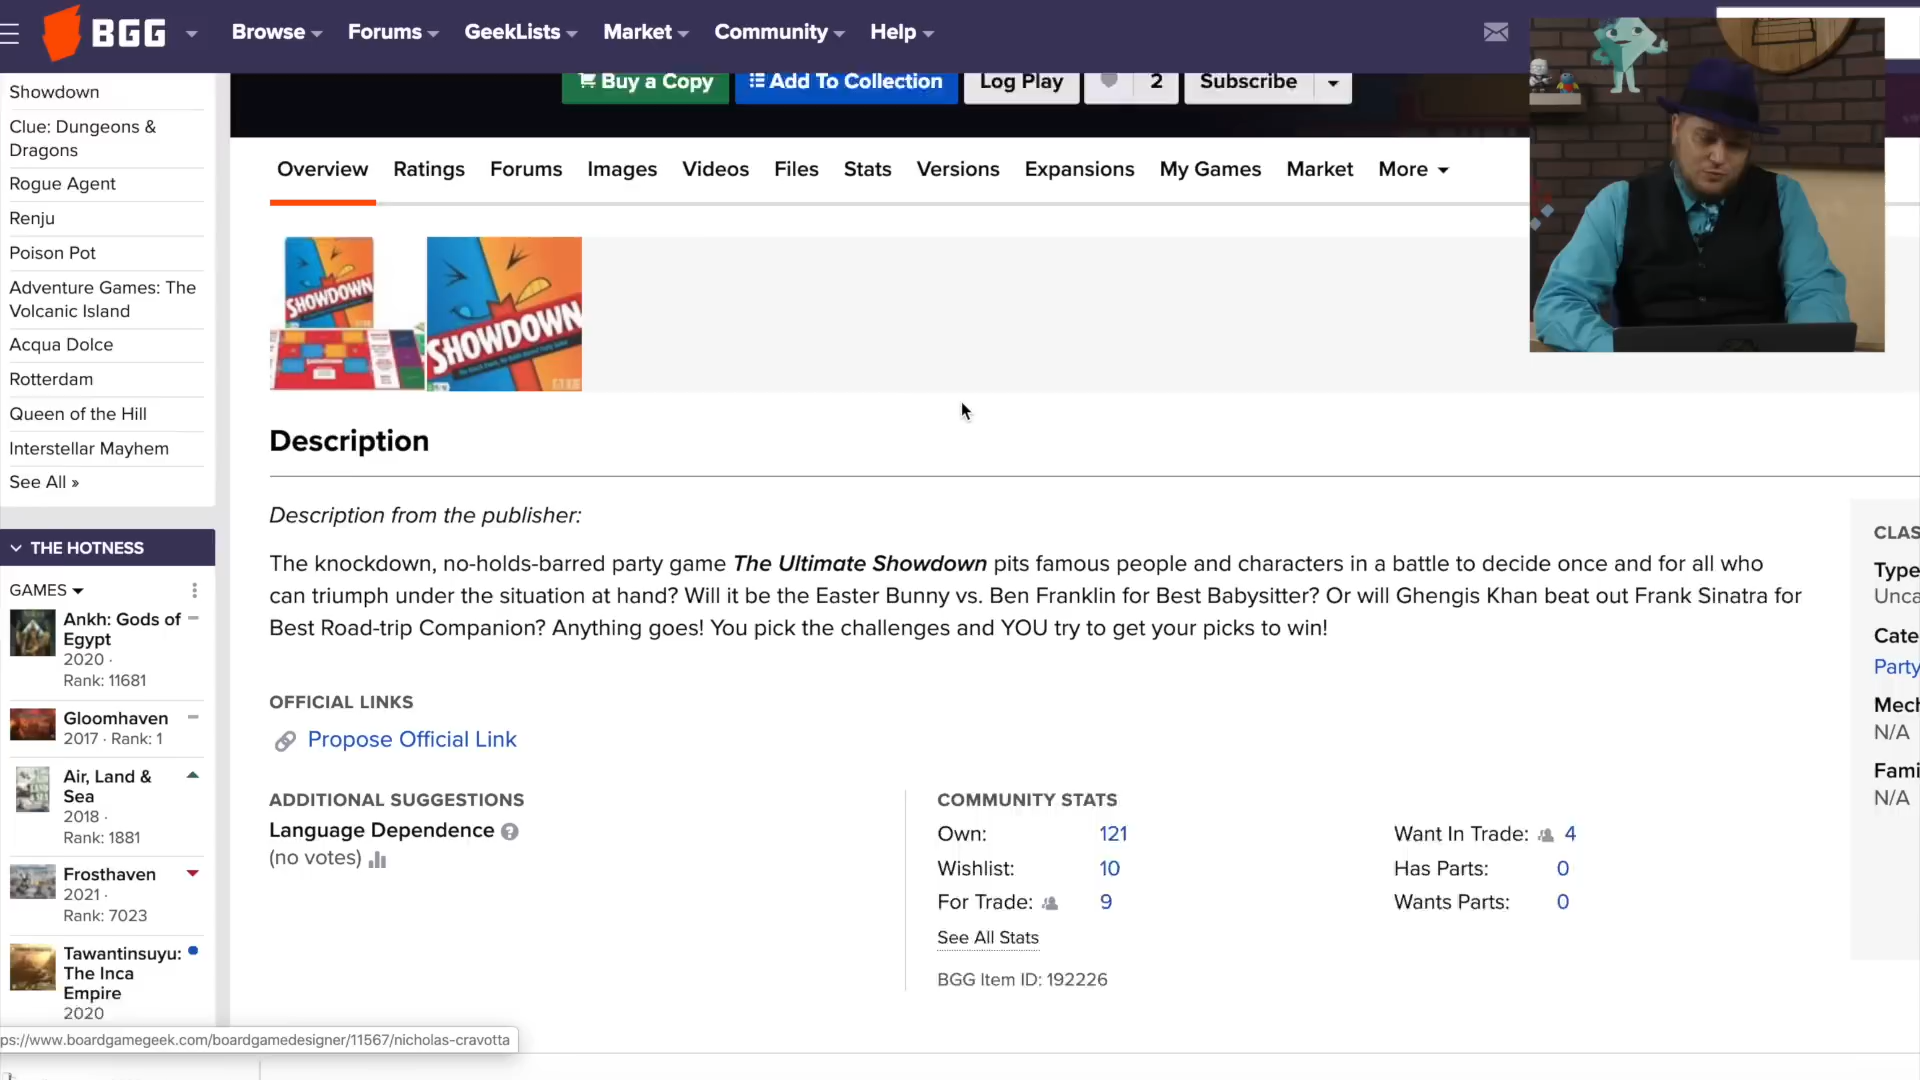 BGG
Browse
Forums
GeekLists
Market
Community
Help
Buy a Copy
Add To Collection
Log Play
2
Subscribe
Overview
Ratings
Forums
Images
Videos
Files
Stats
Versions
Expansions
My Games
Market
More
Showdown
Clue: Dungeons &
Dragons
Rogue Agent
Renju
Poison Pot
Adventure Games: The
Volcanic Island
Acqua Dolce
Rotterdam
Queen of the Hill
Interstellar Mayhem
See All »
THE HOTNESS
GAMES
Ankh: Gods of
Egypt
2020 ·
Rank: 11681
Gloomhaven
2017 · Rank: 1
Air, Land &
Sea
2018 ·
Rank: 1881
Frosthaven
2021 ·
Rank: 7023
Tawantinsuyu:
The Inca
Empire
2020
SHOWDOWN
SHOWDOWN
Description
Description from the publisher:
The knockdown, no-holds-barred party game The Ultimate Showdown pits famous people and characters in a battle to decide once and for all who
can triumph under the situation at hand? Will it be the Easter Bunny vs. Ben Franklin for Best Babysitter? Or will Ghengis Khan beat out Frank Sinatra for
Best Road-trip Companion? Anything goes! You pick the challenges and YOU try to get your picks to win!
OFFICIAL LINKS
Propose Official Link
ADDITIONAL SUGGESTIONS
Language Dependence
(no votes)
COMMUNITY STATS
Own: 121
Wishlist: 10
For Trade: 9
Want In Trade: 4
Has Parts: 0
Wants Parts: 0
See All Stats
BGG Item ID: 192226
CLAS
Type
Unca
Cate
Party
Mech
N/A
Fami
N/A
ps://www.boardgamegeek.com/boardgamedesigner/11567/nicholas-cravotta